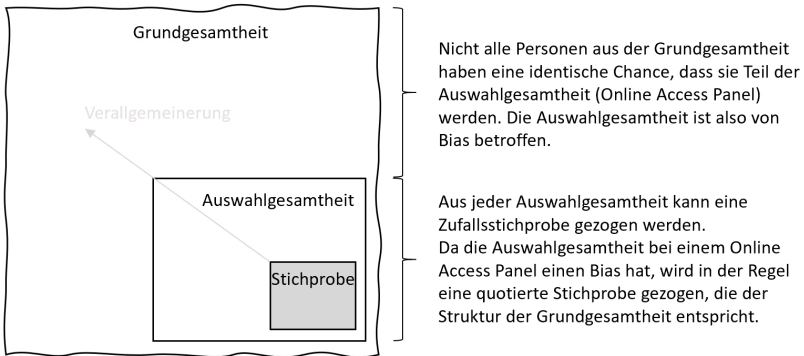 Grundgesamtheit
Verallgemeinerung
Auswahlgesamtheit
Stichprobe
Nicht alle Personen aus der Grundgesamtheit
haben eine identische Chance, dass sie Teil der
Auswahlgesamtheit (Online Access Panel)
werden. Die Auswahlgesamtheit ist also von
Bias betroffen.
Aus jeder Auswahlgesamtheit kann eine
Zufallsstichprobe gezogen werden.
Da die Auswahlgesamtheit bei einem Online
Access Panel einen Bias hat, wird in der Regel
eine quotierte Stichprobe gezogen, die der
Struktur der Grundgesamtheit entspricht.